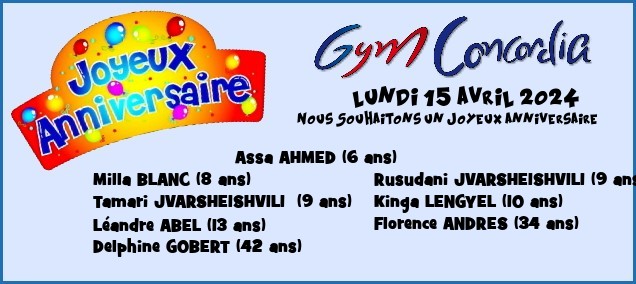 Joyeux
Anniversaire
Gym Concordia
LUNDI 15 AVRIL 2024
NOUS SOUHAITONS UN JOYEUX ANNIVERSAIRE
Assa AHMED (6 ans)
Milla BLANC (8 ans) Rusudani JVARSHEISHVILI (9 ans
Tamari JVARSHEISHVILI (9 ans) Kinga LENGYEL (10 ans)
Léandre ABEL (13 ans) Florence ANDRES (34 ans)
Delphine GOBERT (42 ans)